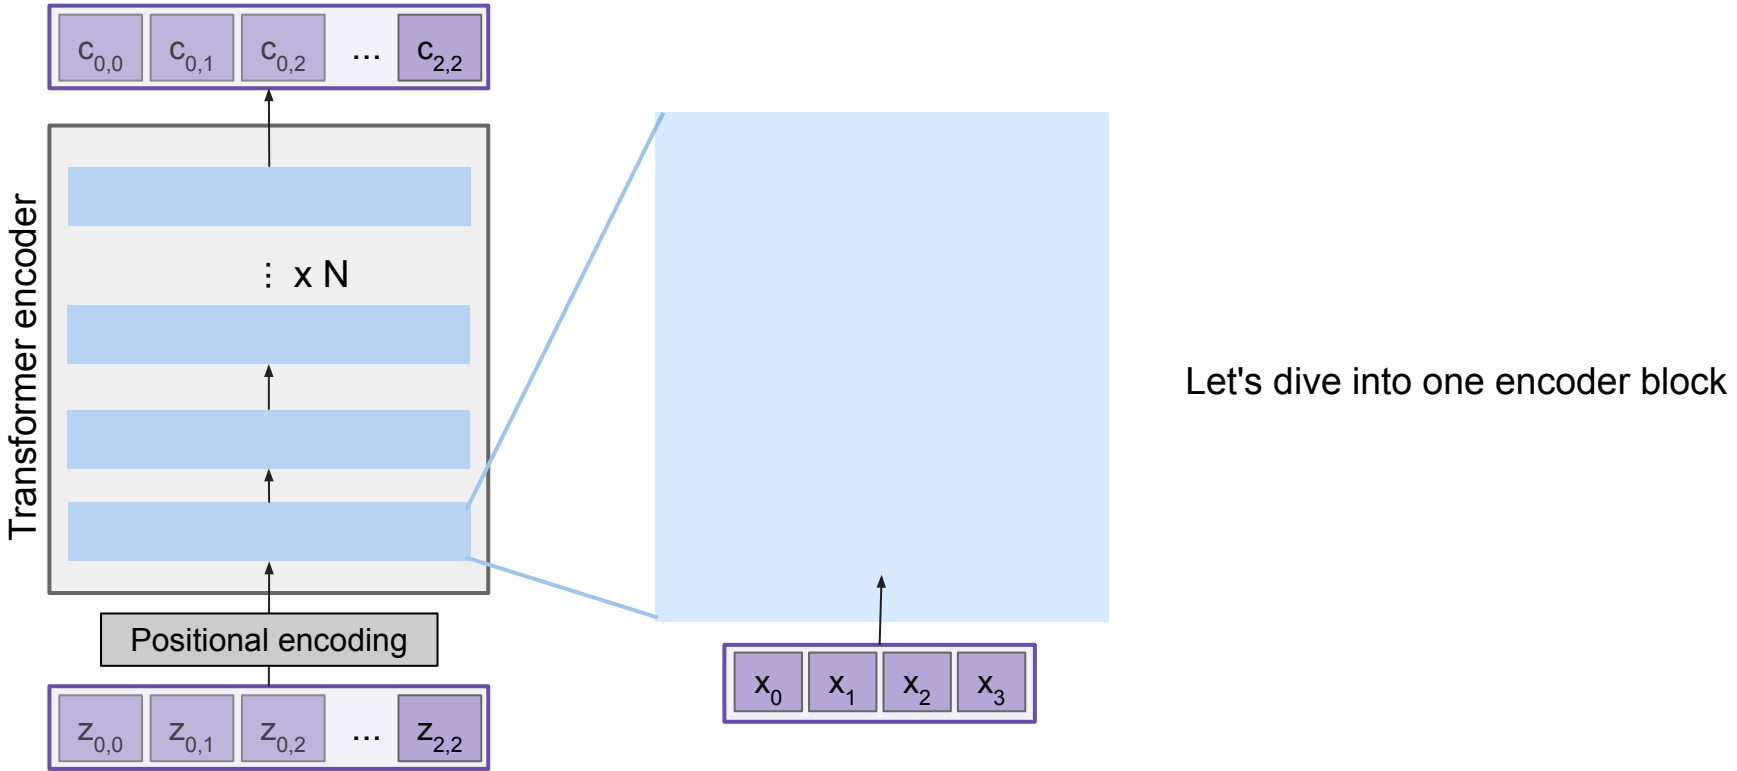 c0,0 c0,1 c0,2 ... c2,2
Transformer encoder
⋮ x N
Positional encoding
z0,0 z0,1 z0,2 ... z2,2
x0 x1 x2 x3
Let's dive into one encoder block